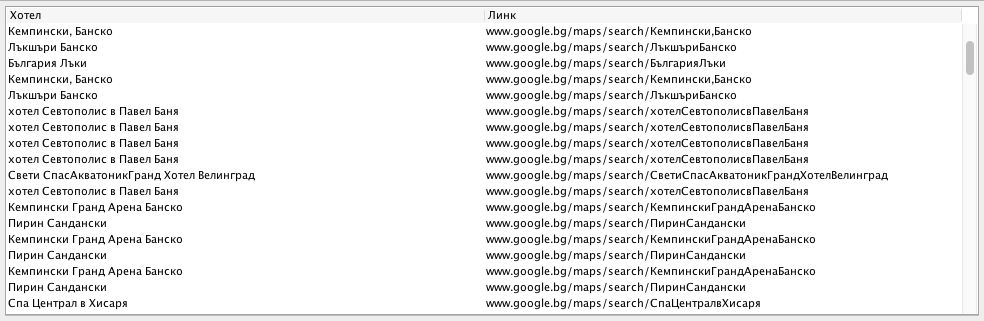 Хотел Линк
Кемпински, Банско www.google.bg/maps/search/Кемпински,Банско
Лъкшъри Банско www.google.bg/maps/search/ЛъкшъриБанско
България Лъки www.google.bg/maps/search/БългарияЛъки
Кемпински, Банско www.google.bg/maps/search/Кемпински,Банско
Лъкшъри Банско www.google.bg/maps/search/ЛъкшъриБанско
хотел Севтополис в Павел Баня www.google.bg/maps/search/хотелСевтополисвПавелБаня
хотел Севтополис в Павел Баня www.google.bg/maps/search/хотелСевтополисвПавелБаня
хотел Севтополис в Павел Баня www.google.bg/maps/search/хотелСевтополисвПавелБаня
хотел Севтополис в Павел Баня www.google.bg/maps/search/хотелСевтополисвПавелБаня
Свети СпасАкватоникГранд Хотел Велинград www.google.bg/maps/search/СветиСпасАкватоникГрандХотелВелинград
хотел Севтополис в Павел Баня www.google.bg/maps/search/хотелСевтополисвПавелБаня
Кемпински Гранд Арена Банско www.google.bg/maps/search/КемпинскиГрандАренаБанско
Пирин Сандански www.google.bg/maps/search/ПиринСандански
Кемпински Гранд Арена Банско www.google.bg/maps/search/КемпинскиГрандАренаБанско
Пирин Сандански www.google.bg/maps/search/ПиринСандански
Кемпински Гранд Арена Банско www.google.bg/maps/search/КемпинскиГрандАренаБанско
Пирин Сандански www.google.bg/maps/search/ПиринСандански
Спа Централ в Хисаря www.google.bg/maps/search/СпаЦентралвХисаря